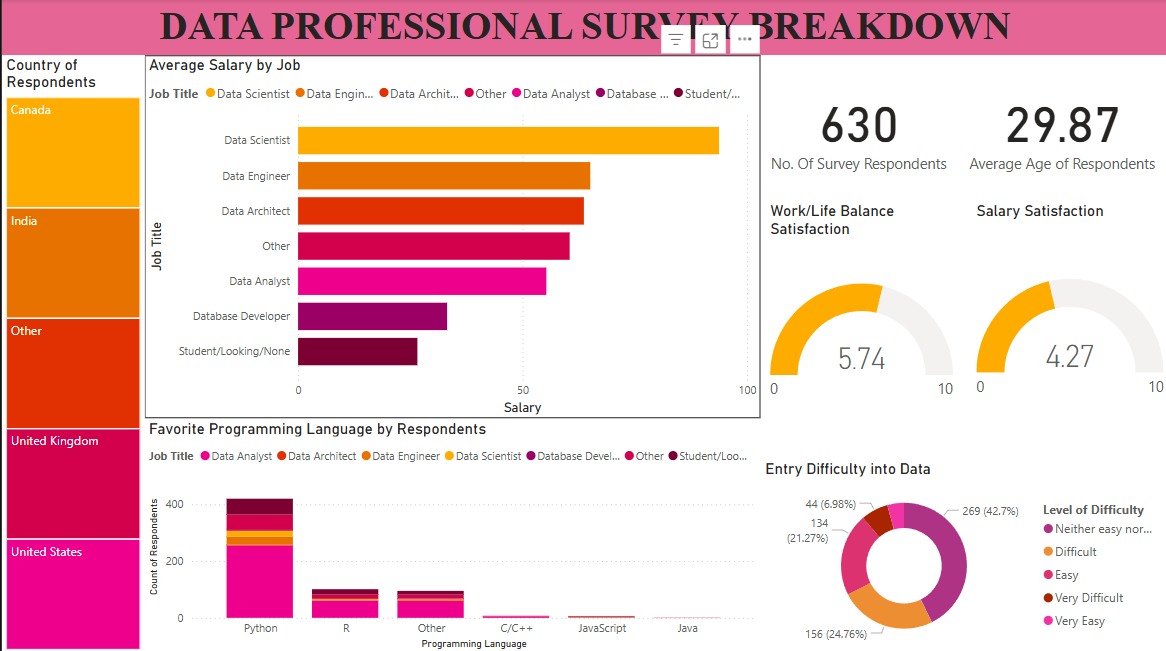 DATA PROFESSIONAL SURVEY BREAKDOWN
Country of
Respondents
Canada
India
Other
United Kingdom
United States
Average Salary by Job
Job Title Data Scientist Data Engin... Data Archit... Other Data Analyst Database ... Student/...
Job Title
Data Scientist
Data Engineer
Data Architect
Other
Data Analyst
Database Developer
Student/Looking/None
0 50 100
Salary
630
No. Of Survey Respondents
29.87
Average Age of Respondents
Work/Life Balance
Satisfaction
5.74
0 10
Salary Satisfaction
4.27
0 10
Favorite Programming Language by Respondents
Job Title Data Analyst Data Architect Data Engineer Data Scientist Database Devel... Other Student/Loo...
Count of Respondents
400
200
0
Python R Other C/C++ JavaScript Java
Programming Language
Entry Difficulty into Data
44 (6.98%)
134
(21.27%)
269 (42.7%)
156 (24.76%)
Level of Difficulty
Neither easy nor...
Difficult
Easy
Very Difficult
Very Easy